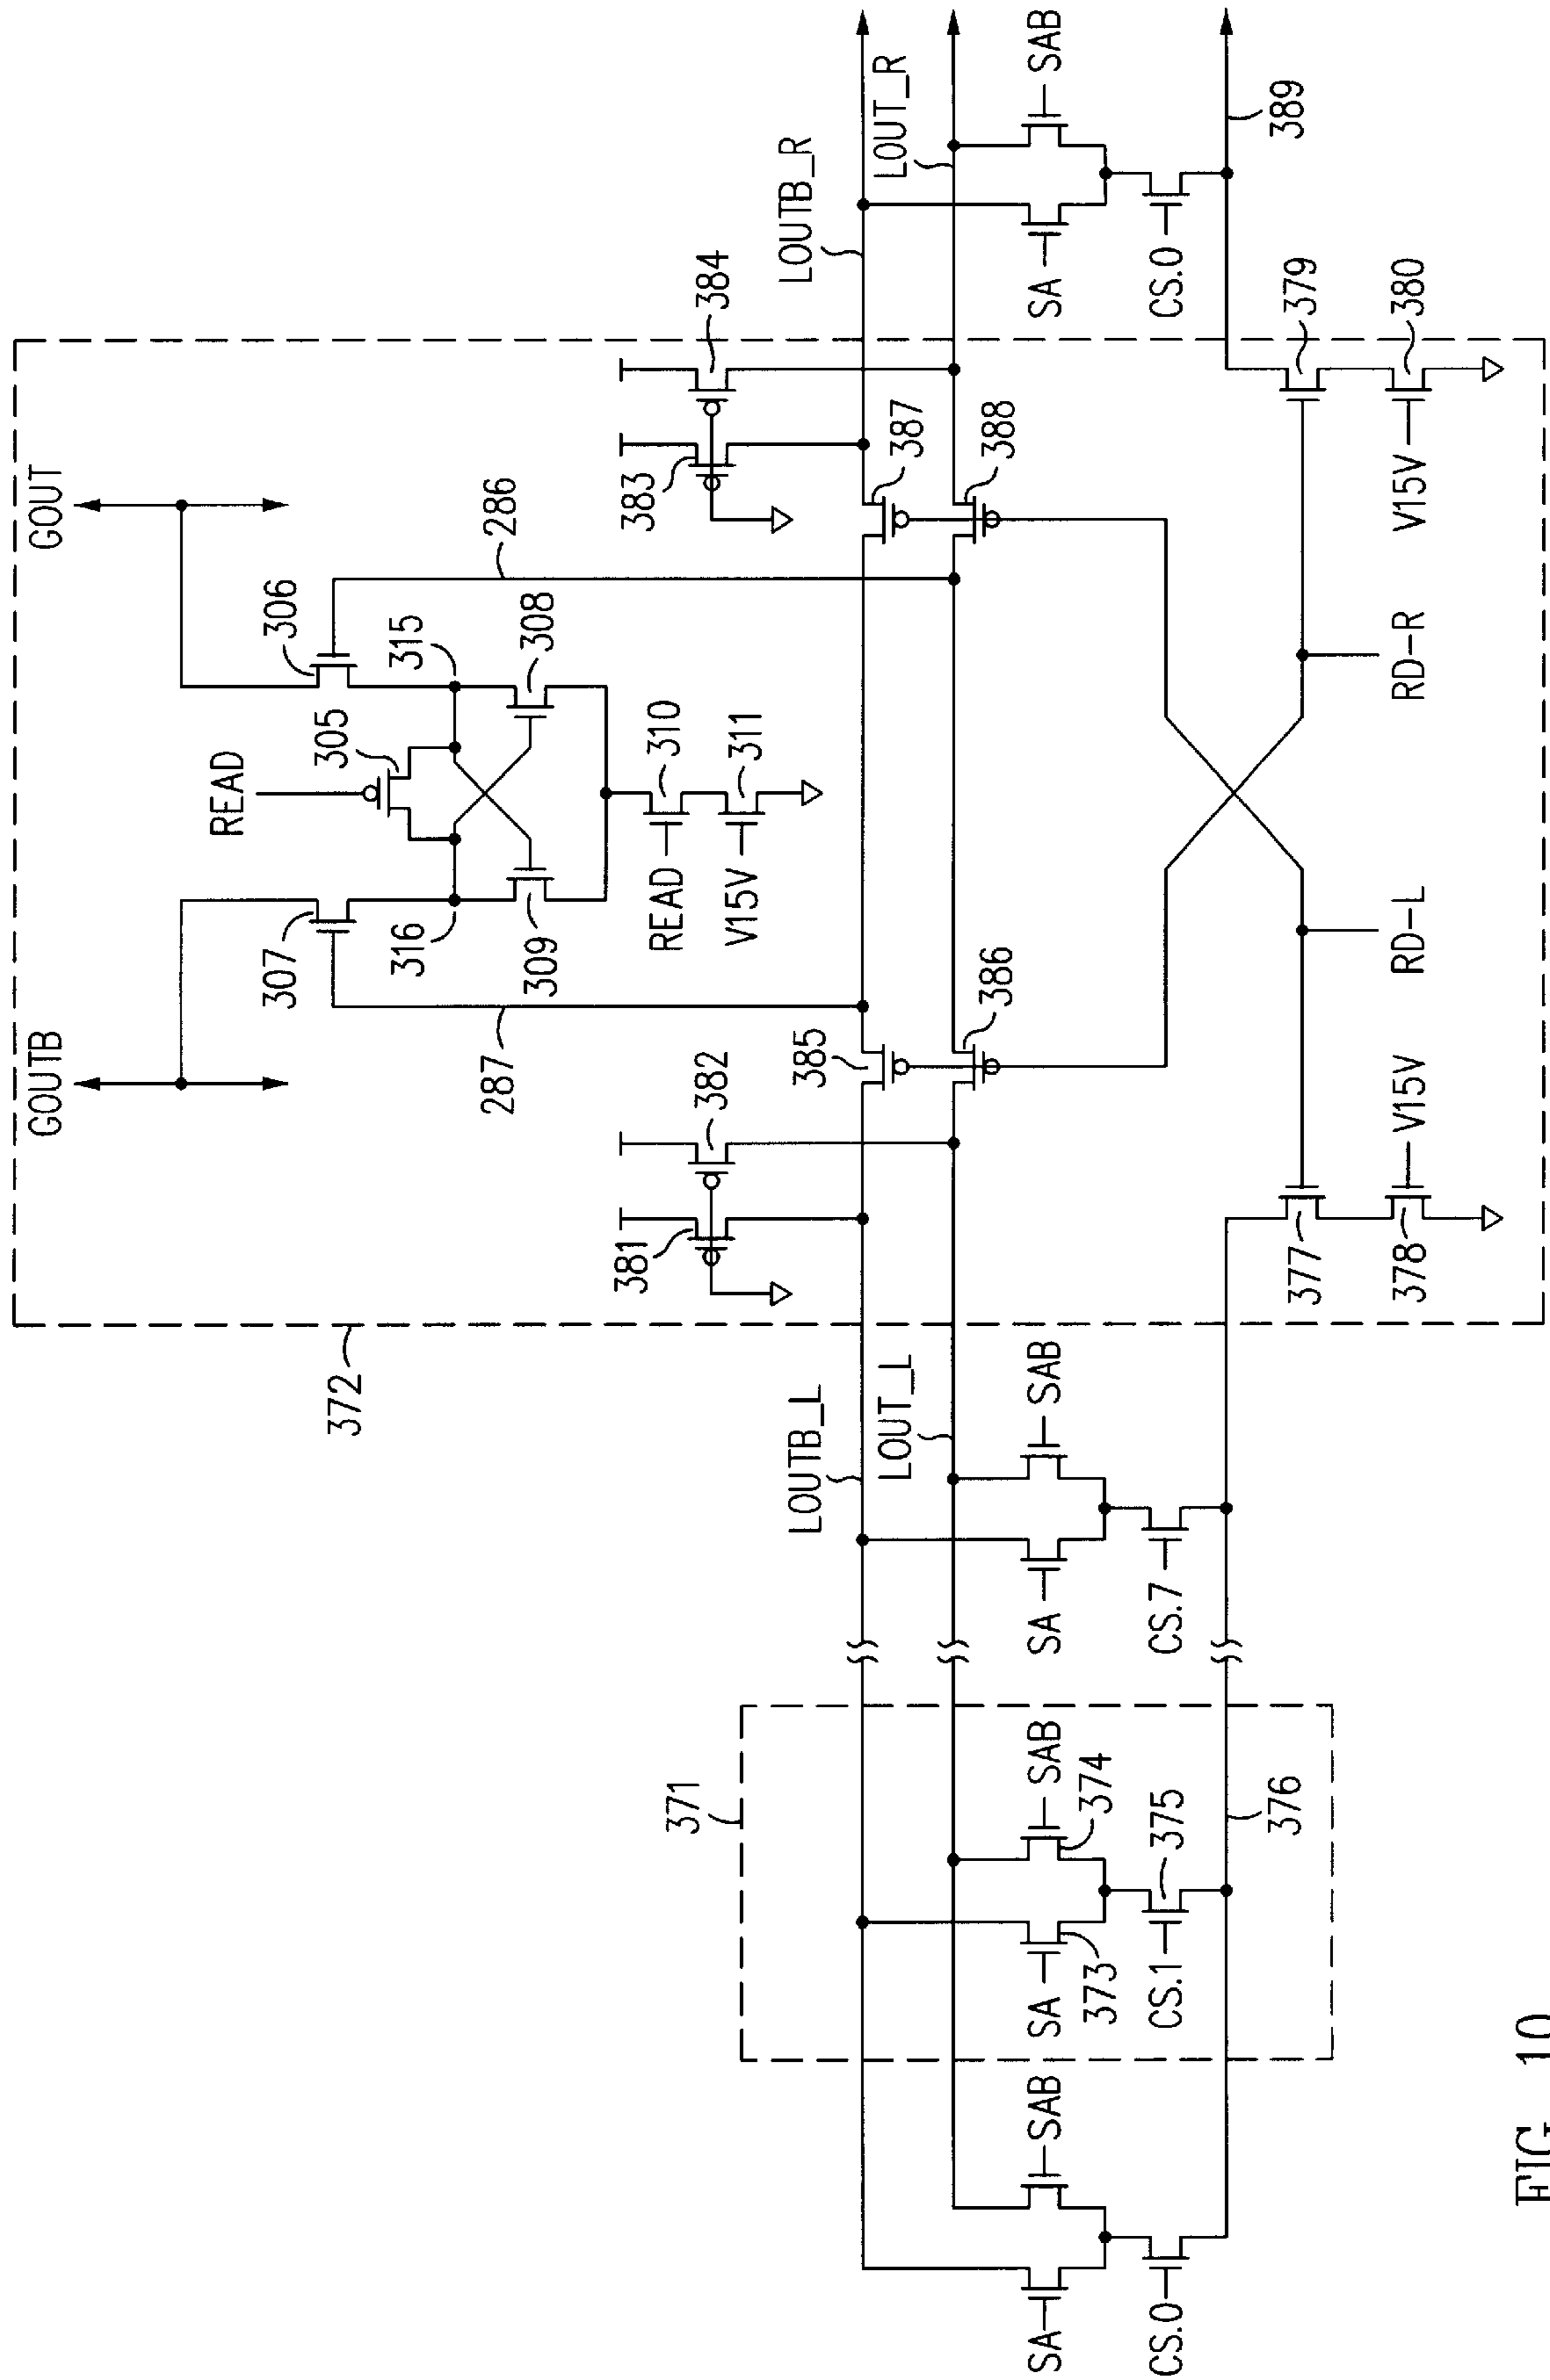 GOUTB
GOUT
READ
307
305
306
316
315
309
308
READ
310
V15V
311
287
286
372
381
382
383
384
385
386
387
388
LOUTB_L
LOUT_L
LOUTB_R
LOUT_R
371
SA
SAB
CS.0
SA
SAB
373
374
CS.1
375
376
SA
SAB
CS.7
SA
SAB
CS.0
389
377
378
V15V
RD-L
RD-R
379
380
V15V
FIG. 10